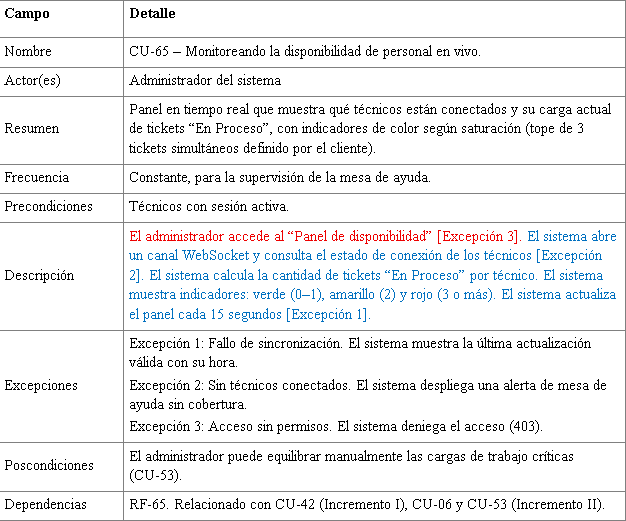 Campo Detalle
Nombre CU-65 – Monitoreando la disponibilidad de personal en vivo.
Actor(es) Administrador del sistema
Resumen
Panel en tiempo real que muestra qué técnicos están conectados y su carga actual
de tickets “En Proceso”, con indicadores de color según saturación (tope de 3
tickets simultáneos definido por el cliente).
Frecuencia Constante, para la supervisión de la mesa de ayuda.
Precondiciones Técnicos con sesión activa.
Descripción
El administrador accede al “Panel de disponibilidad” [Excepción 3]. El sistema abre
un canal WebSocket y consulta el estado de conexión de los técnicos [Excepción
2]. El sistema calcula la cantidad de tickets “En Proceso” por técnico. El sistema
muestra indicadores: verde (0–1), amarillo (2) y rojo (3 o más). El sistema actualiza
el panel cada 15 segundos [Excepción 1].
Excepciones
Excepción 1: Fallo de sincronización. El sistema muestra la última actualización
válida con su hora.
Excepción 2: Sin técnicos conectados. El sistema despliega una alerta de mesa de
ayuda sin cobertura.
Excepción 3: Acceso sin permisos. El sistema deniega el acceso (403).
Poscondiciones
El administrador puede equilibrar manualmente las cargas de trabajo críticas
(CU-53).
Dependencias RF-65. Relacionado con CU-42 (Incremento I), CU-06 y CU-53 (Incremento II).